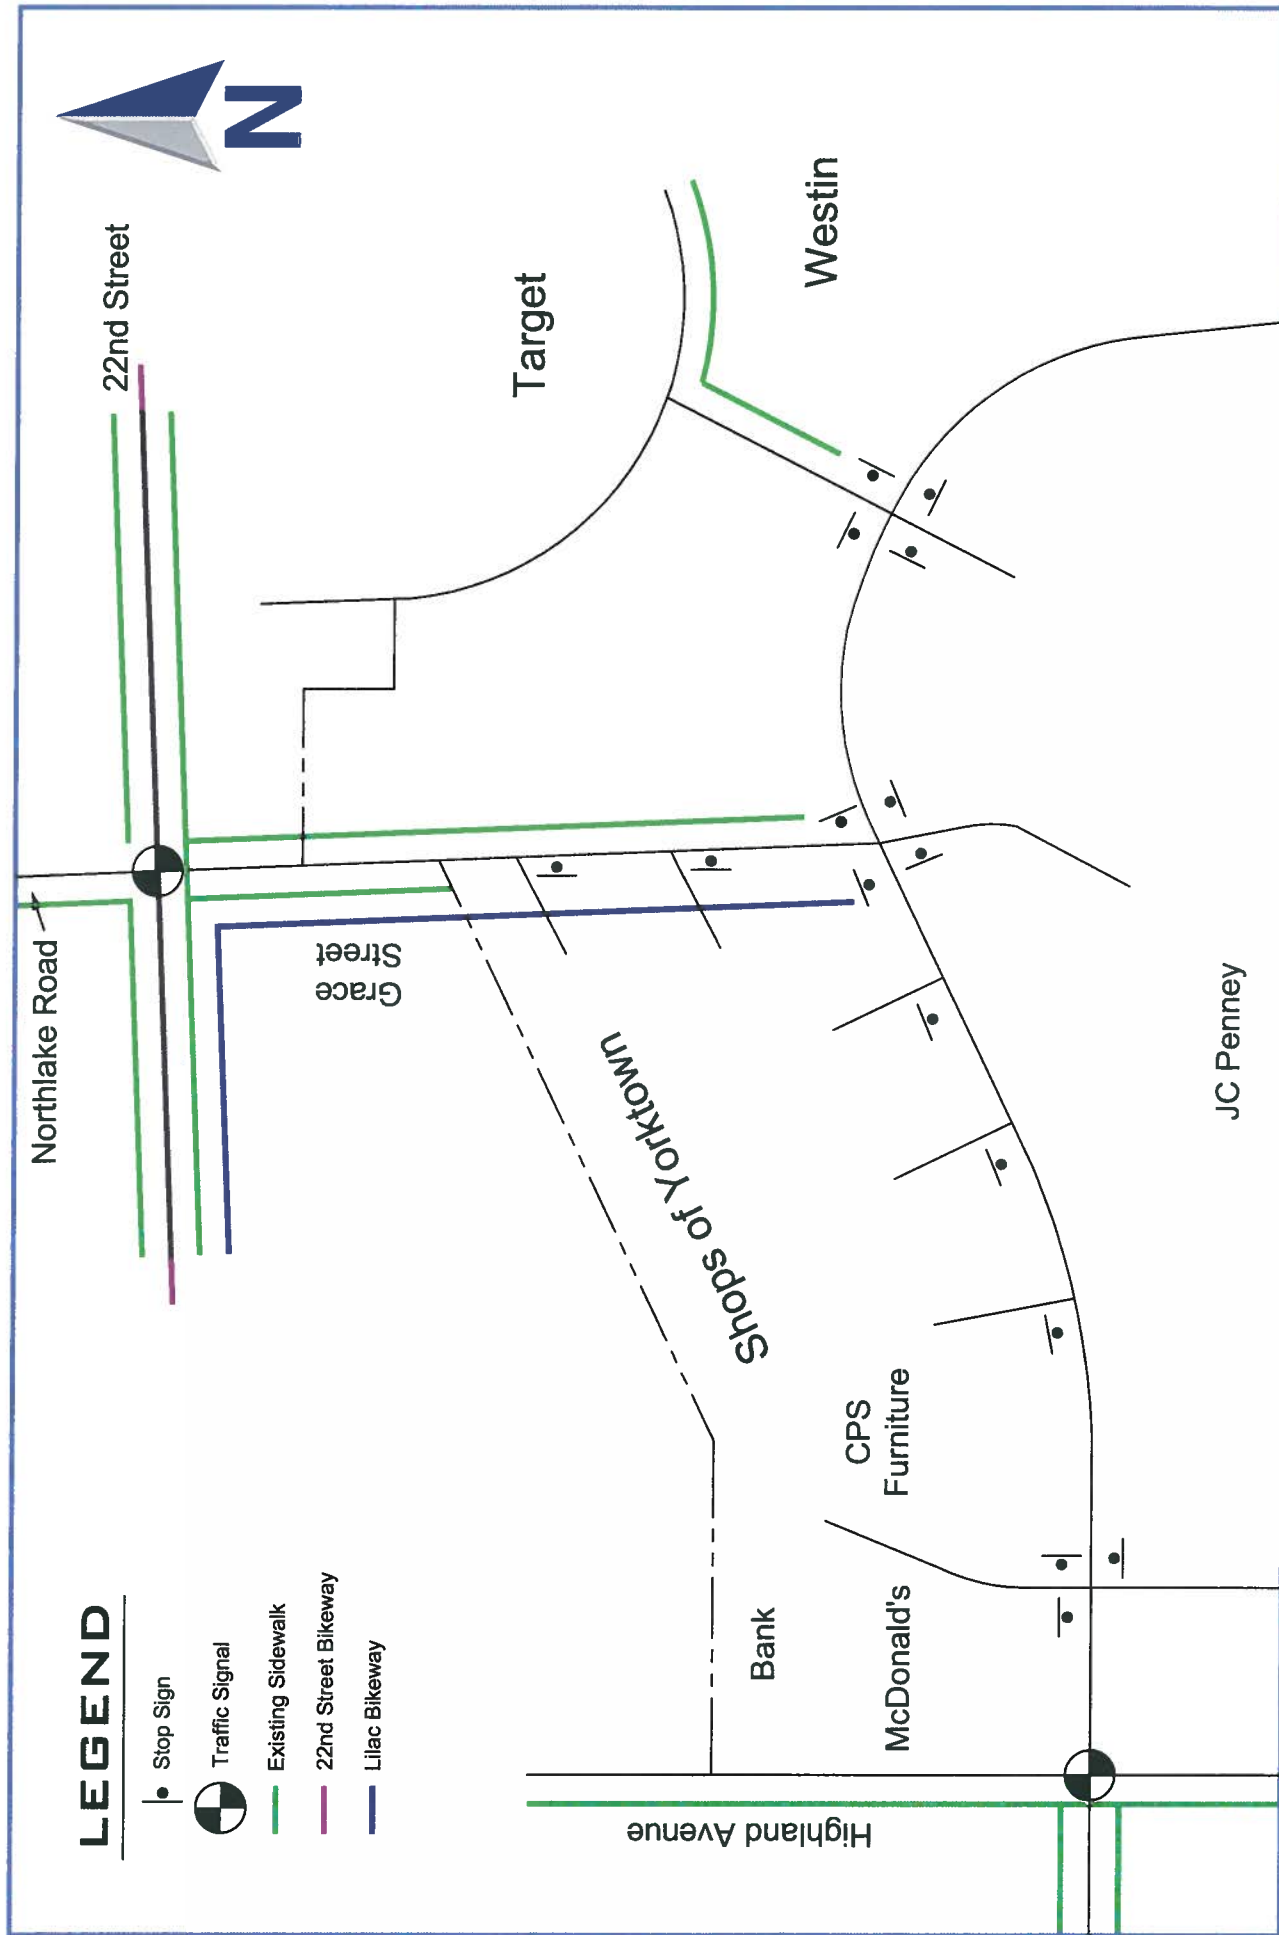 LEGEND
Stop Sign
Traffic Signal
Existing Sidewalk
22nd Street Bikeway
Lilac Bikeway
Northlake Road
22nd Street
N
Grace
Street
Target
Westin
Shops of Yorktown
Bank
McDonald's
CPS
Furniture
Highland Avenue
JC Penney